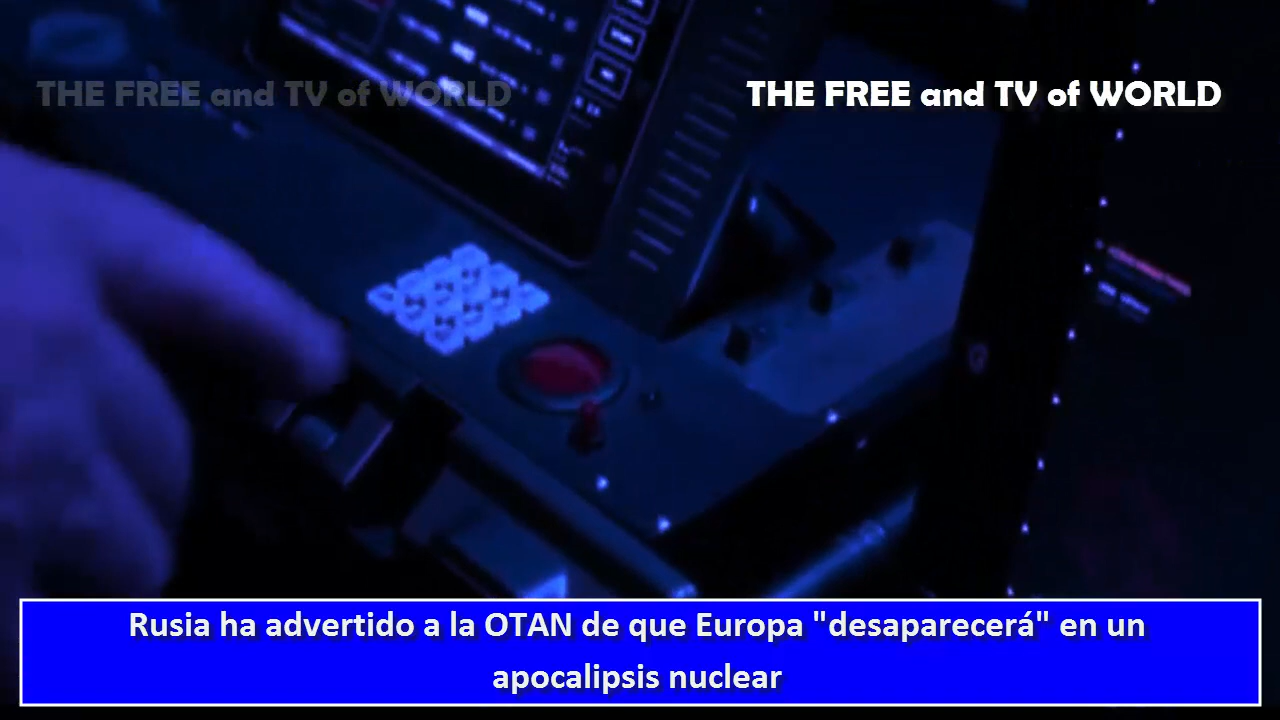 THE FREE and TV of WORLD
THE FREE and TV of WORLD
Rusia ha advertido a la OTAN de que Europa "desaparecerá" en un
apocalipsis nuclear